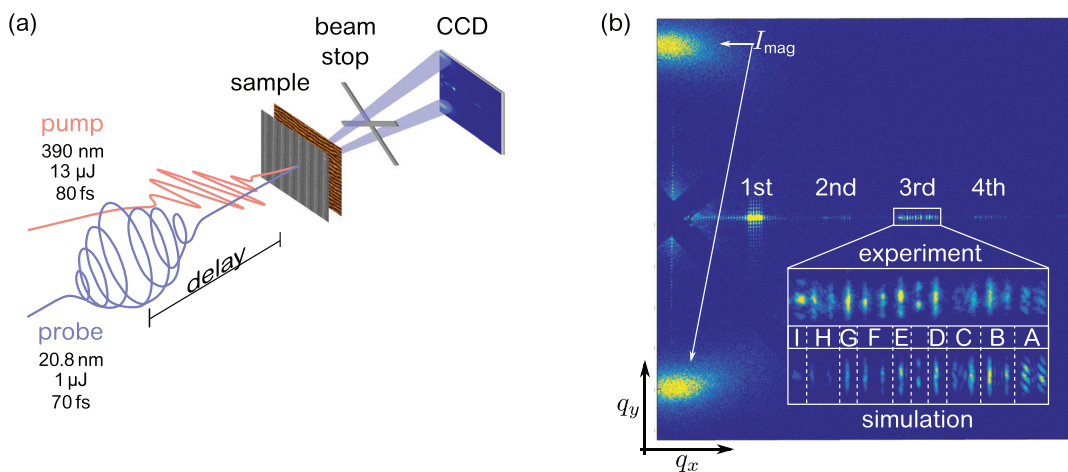 (a)
beam
stop
CCD
sample
pump
390 nm
13 µJ
80 fs
delay
probe
20.8 nm
1 µJ
70 fs
(b)
I_mag
1st 2nd 3rd 4th
experiment
I H G F E D C B A
simulation
q_y
q_x